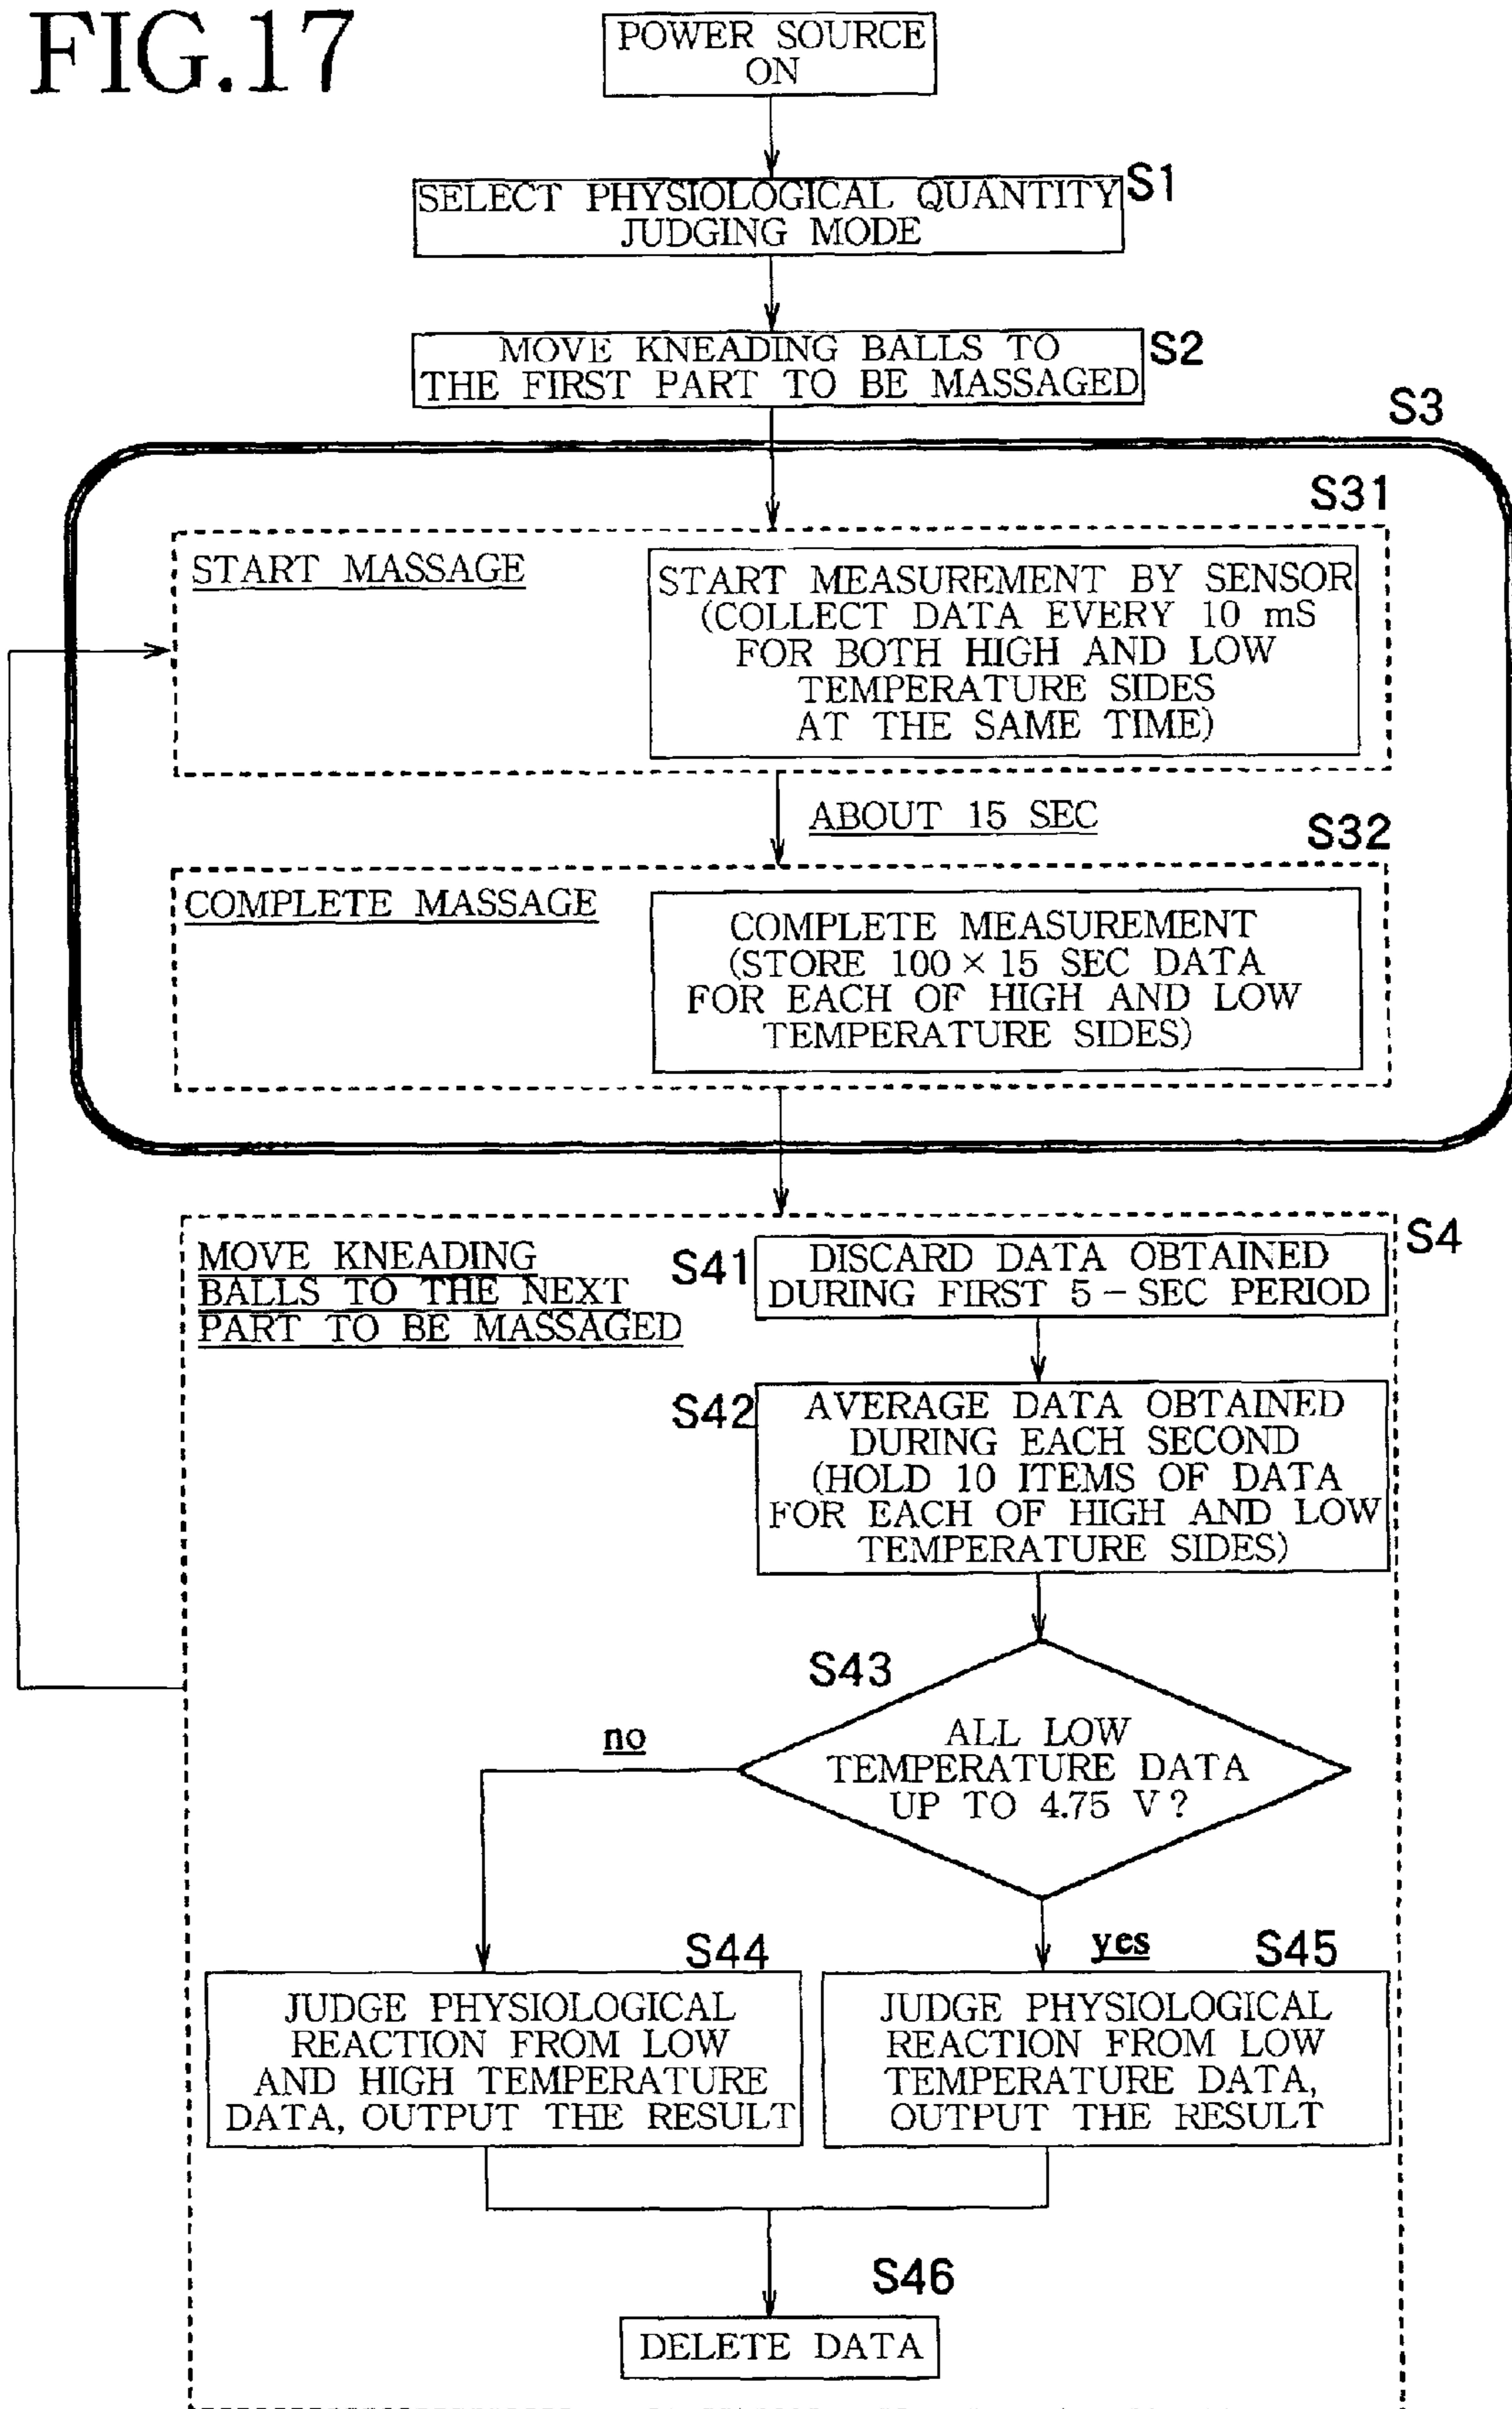 FIG.17
POWER SOURCE
ON
S1
SELECT PHYSIOLOGICAL QUANTITY
JUDGING MODE
S2
MOVE KNEADING BALLS TO
THE FIRST PART TO BE MASSAGED
S3
S31
START MASSAGE
START MEASUREMENT BY SENSOR
(COLLECT DATA EVERY 10 mS
FOR BOTH HIGH AND LOW
TEMPERATURE SIDES
AT THE SAME TIME)
ABOUT 15 SEC
S32
COMPLETE MASSAGE
COMPLETE MEASUREMENT
(STORE 100 × 15 SEC DATA
FOR EACH OF HIGH AND LOW
TEMPERATURE SIDES)
S4
MOVE KNEADING
BALLS TO THE NEXT
PART TO BE MASSAGED
S41
DISCARD DATA OBTAINED
DURING FIRST 5 – SEC PERIOD
S42
AVERAGE DATA OBTAINED
DURING EACH SECOND
(HOLD 10 ITEMS OF DATA
FOR EACH OF HIGH AND LOW
TEMPERATURE SIDES)
S43
ALL LOW
TEMPERATURE DATA
UP TO 4.75 V?
no
yes
S44
JUDGE PHYSIOLOGICAL
REACTION FROM LOW
AND HIGH TEMPERATURE
DATA, OUTPUT THE RESULT
S45
JUDGE PHYSIOLOGICAL
REACTION FROM LOW
TEMPERATURE DATA,
OUTPUT THE RESULT
S46
DELETE DATA